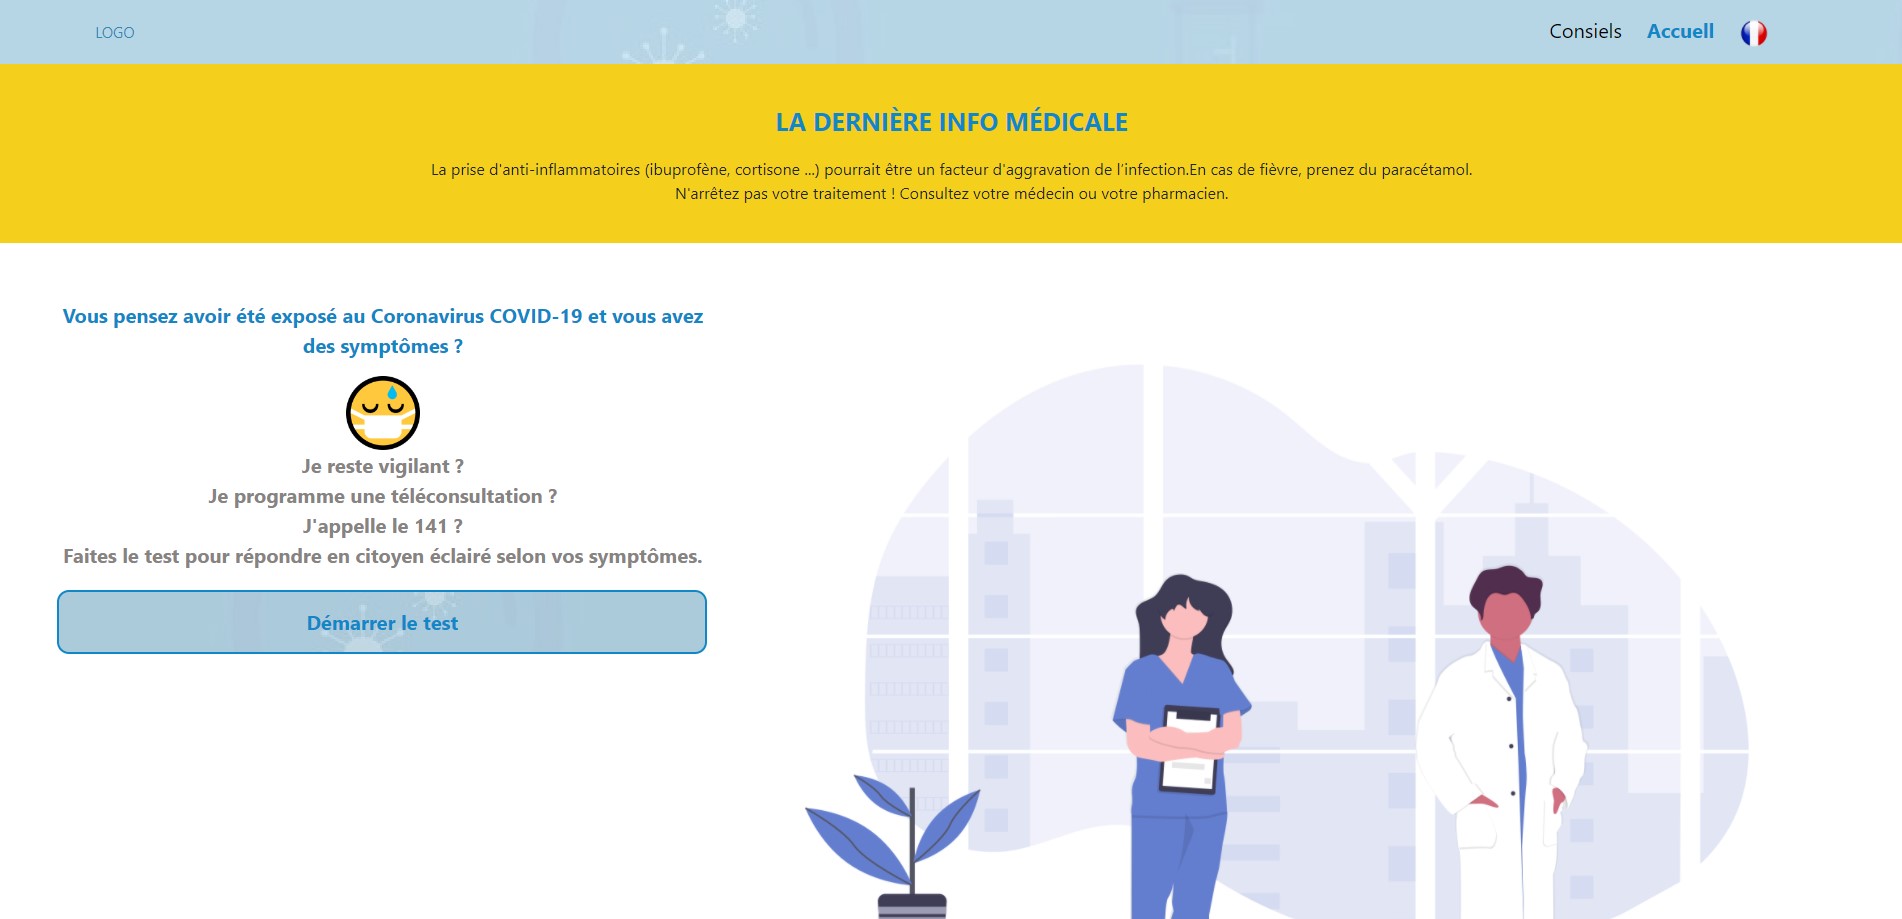 LOGO
Consiels
Accuell
LA DERNIÈRE INFO MÉDICALE
La prise d'anti-inflammatoires (ibuprofène, cortisone ...) pourrait être un facteur d'aggravation de l'infection.En cas de fièvre, prenez du paracétamol.
N'arrêtez pas votre traitement ! Consultez votre médecin ou votre pharmacien.
Vous pensez avoir été exposé au Coronavirus COVID-19 et vous avez
des symptômes ?
Je reste vigilant ?
Je programme une téléconsultation ?
J'appelle le 141 ?
Faites le test pour répondre en citoyen éclairé selon vos symptômes.
Démarrer le test